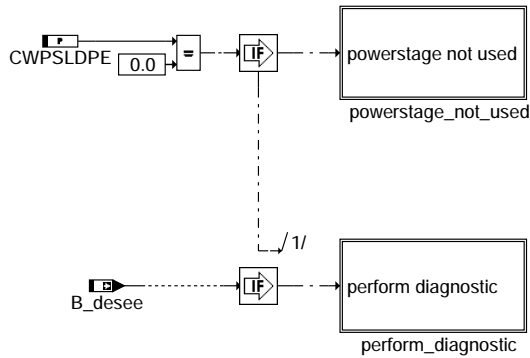 P
CWPSLDPE
0.0
=
IF
powerstage not used
powerstage_not_used
/1/
B_desee
IF
perform diagnostic
perform_diagnostic